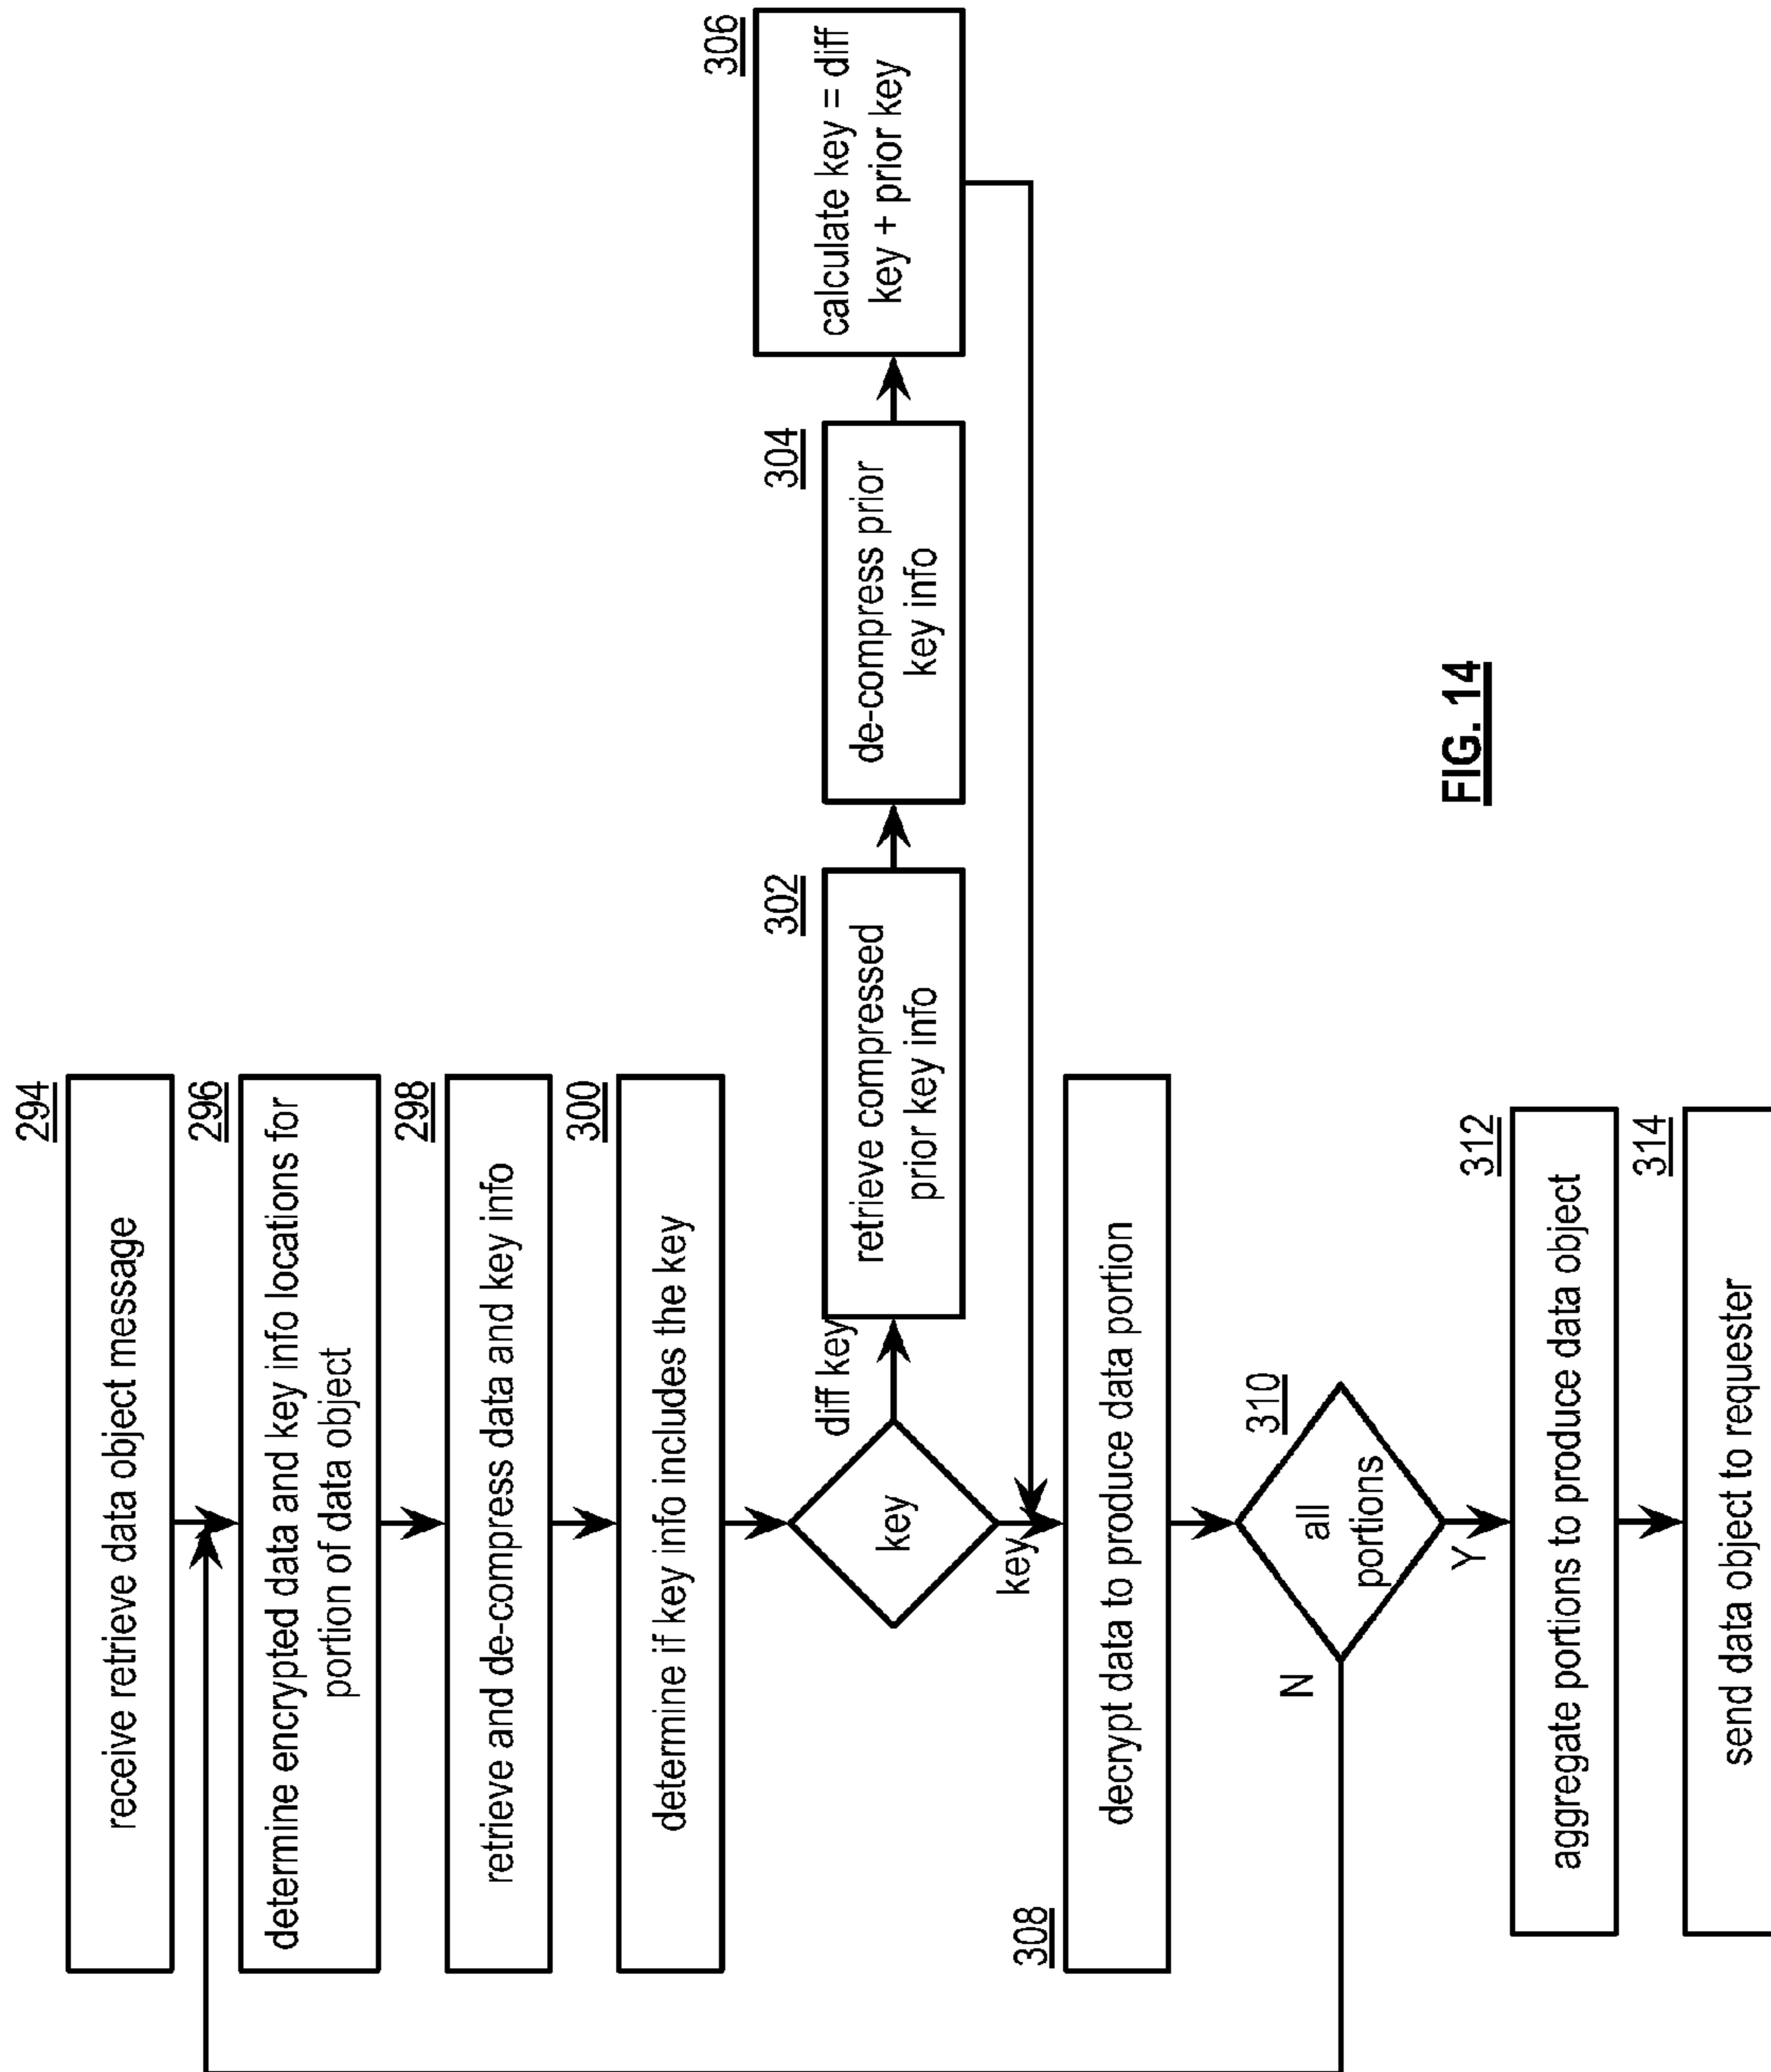 294
receive retrieve data object message
296
determine encrypted data and key info locations for
portion of data object
298
retrieve and de-compress data and key info
300
determine if key info includes the key
key
diff key
key
302
retrieve compressed
prior key info
304
de-compress prior
key info
306
calculate key = diff
key + prior key
308
decrypt data to produce data portion
310
all
portions
N
Y
312
aggregate portions to produce data object
314
send data object to requester
FIG. 14